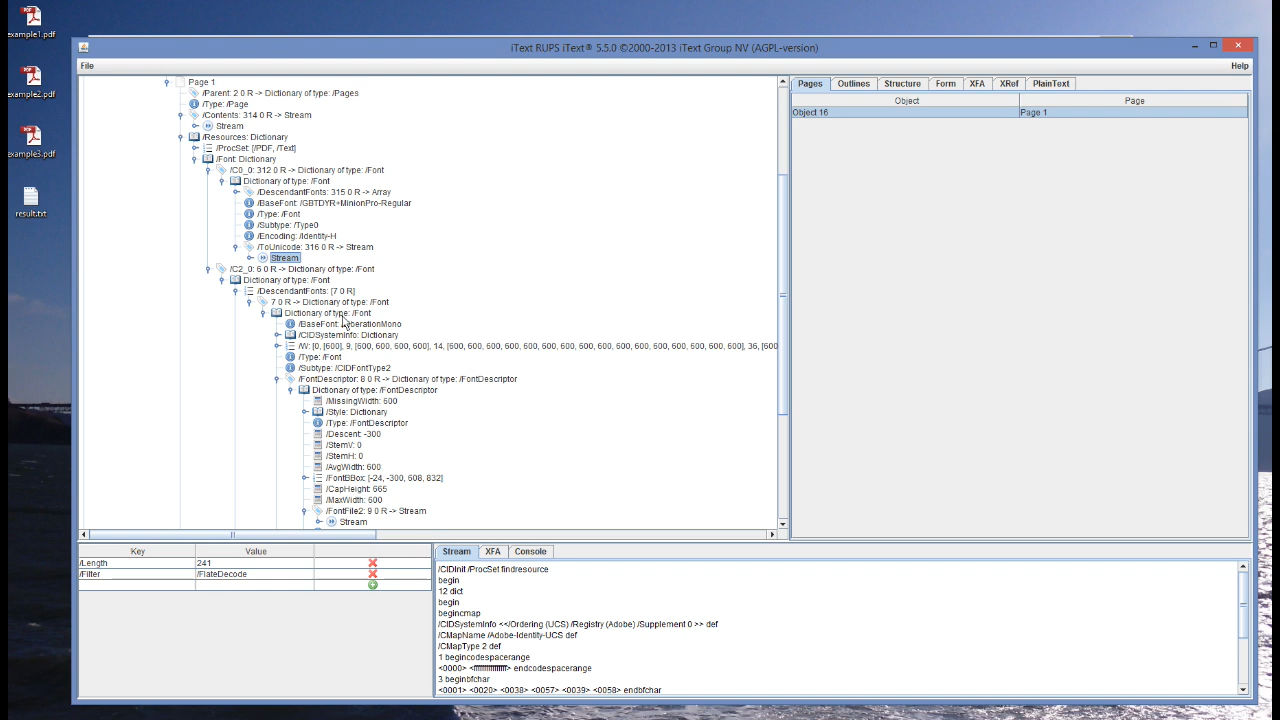 example1.pdf
example2.pdf
example3.pdf
result.txt
iText RUPS iText® 5.5.0 ©2000-2013 iText Group NV (AGPL-version)
File
Help
Page 1
/Parent: 2 0 R -> Dictionary of type: /Pages
/Type: /Page
/Contents: 314 0 R -> Stream
Stream
/Resources: Dictionary
/ProcSet: [/PDF, /Text]
/Font: Dictionary
/C0_0: 312 0 R -> Dictionary of type: /Font
Dictionary of type: /Font
/DescendantFonts: 315 0 R -> Array
/BaseFont: /GBTDYR+MinionPro-Regular
/Type: /Font
/Subtype: /Type0
/Encoding: /Identity-H
/ToUnicode: 316 0 R -> Stream
Stream
/C2_0: 6 0 R -> Dictionary of type: /Font
Dictionary of type: /Font
/DescendantFonts: [7 0 R]
7 0 R -> Dictionary of type: /Font
Dictionary of type: /Font
/BaseFont: /LiberationMono
/CIDSystemInfo: Dictionary
/W: [0, [600], 9, [600, 600, 600, 600], 14, [600, 600, 600, 600, 600, 600, 600, 600, 600, 600, 600, 600, 600, 600, 600, 600, 600, 600], 36, [600
/Type: /Font
/Subtype: /CIDFontType2
/FontDescriptor: 8 0 R -> Dictionary of type: /FontDescriptor
Dictionary of type: /FontDescriptor
/MissingWidth: 600
/Style: Dictionary
/Type: /FontDescriptor
/Descent: -300
/StemV: 0
/StemH: 0
/AvgWidth: 600
/FontBBox: [-24, -300, 608, 832]
/CapHeight: 665
/MaxWidth: 600
/FontFile2: 9 0 R -> Stream
Stream
Pages Outlines Structure Form XFA XRef PlainText
Object Page
Object 16 Page 1
Key Value
/Length 241
/Filter /FlateDecode
Stream XFA Console
/CIDInit /ProcSet findresource
begin
12 dict
begin
begincmap
/CIDSystemInfo <</Ordering (UCS) /Registry (Adobe) /Supplement 0 >> def
/CMapName /Adobe-Identity-UCS def
/CMapType 2 def
1 begincodespacerange
<0000> endcodespacerange
3 beginbfchar
<0001> <0020> <0038> <0057> <0039> <0058> endbfchar